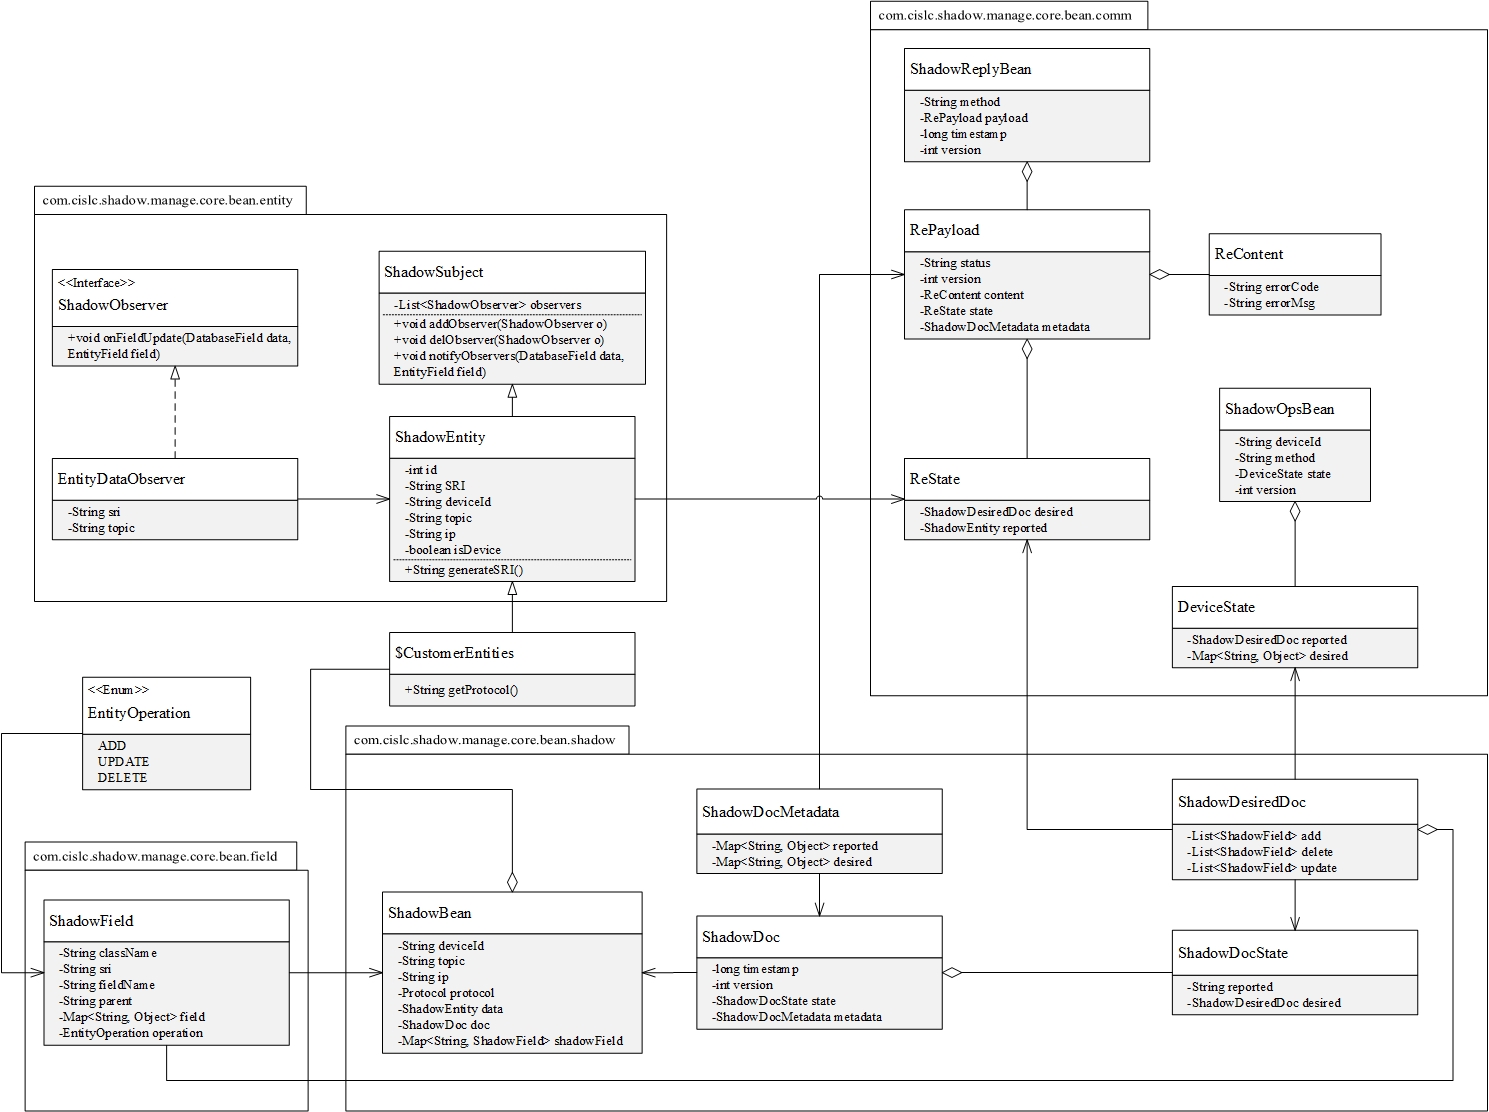 com.cislc.shadow.manage.core.bean.comm
ShadowReplyBean
-String method
-RePayload payload
-long timestamp
-int version
RePayload
-String status
-int version
-ReContent content
-ReState state
-ShadowDocMetadata metadata
ReContent
-String errorCode
-String errorMsg
ShadowOpsBean
-String deviceId
-String method
-DeviceState state
-int version
ReState
-ShadowDesiredDoc desired
-ShadowEntity reported
DeviceState
-ShadowDesiredDoc reported
-Map<String, Object> desired
com.cislc.shadow.manage.core.bean.entity
<<Interface>>
ShadowObserver
+void onFieldUpdate(DatabaseField data,
EntityField field)
ShadowSubject
-List<ShadowObserver> observers
+void addObserver(ShadowObserver o)
+void delObserver(ShadowObserver o)
+void notifyObservers(DatabaseField data,
EntityField field)
EntityDataObserver
-String sri
-String topic
ShadowEntity
-int id
-String SRI
-String deviceId
-String topic
-String ip
-boolean isDevice
+String generateSRI()
$CustomerEntities
+String getProtocol()
<<Enum>>
EntityOperation
ADD
UPDATE
DELETE
com.cislc.shadow.manage.core.bean.field
ShadowField
-String className
-String sri
-String fieldName
-String parent
-Map<String, Object> field
-EntityOperation operation
com.cislc.shadow.manage.core.bean.shadow
ShadowBean
-String deviceId
-String topic
-String ip
-Protocol protocol
-ShadowEntity data
-ShadowDoc doc
-Map<String, ShadowField> shadowField
ShadowDocMetadata
-Map<String, Object> reported
-Map<String, Object> desired
ShadowDoc
-long timestamp
-int version
-ShadowDocState state
-ShadowDocMetadata metadata
ShadowDesiredDoc
-List<ShadowField> add
-List<ShadowField> delete
-List<ShadowField> update
ShadowDocState
-String reported
-ShadowDesiredDoc desired